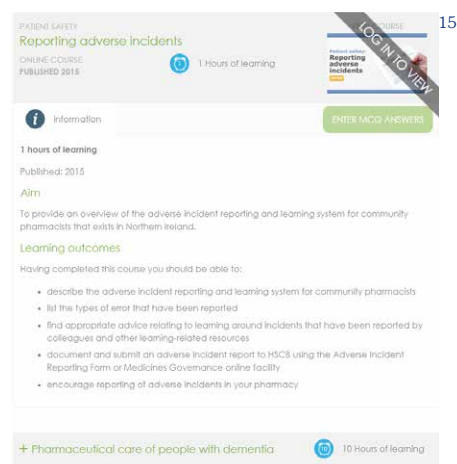 15
PATIENT SAFETY
Reporting adverse incidents
ONLINE COURSE
PUBLISHED 2015
1 Hours of learning
COURSE
LOG IN TO VIEW
Patient safety:
Reporting
adverse
incidents
i
Information
ENTER MCQ ANSWERS
1 hours of learning
Published: 2015
Aim
To provide an overview of the adverse incident reporting and learning system for community
pharmacists that exists in Northern Ireland.
Learning outcomes
Having completed this course you should be able to:
• describe the adverse incident reporting and learning system for community pharmacists
• list the types of error that have been reported
• find appropriate advice relating to learning around incidents that have been reported by
colleagues and other learning-related resources
• document and submit an adverse incident report to HSCB using the Adverse Incident
Reporting Form or Medicines Governance online facility
• encourage reporting of adverse incidents in your pharmacy
+ Pharmaceutical care of people with dementia
10
10 Hours of learning